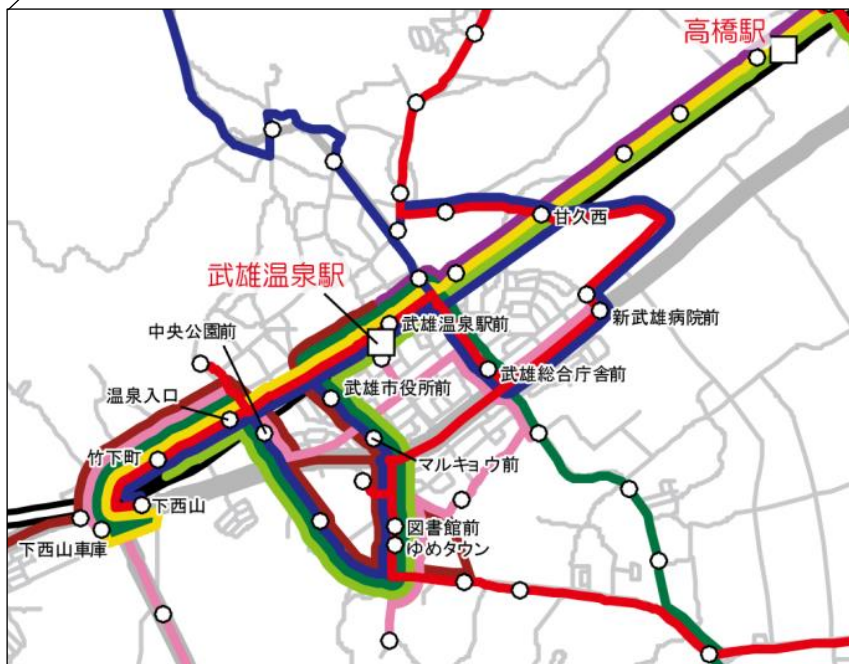 高橋駅
甘久西
武雄温泉駅
新武雄病院前
中央公園前
武雄温泉駅前
武雄総合庁舎前
武雄市役所前
温泉入口
マルキョウ前
竹下町
下西山
図書館前
ゆめタウン
下西山車庫